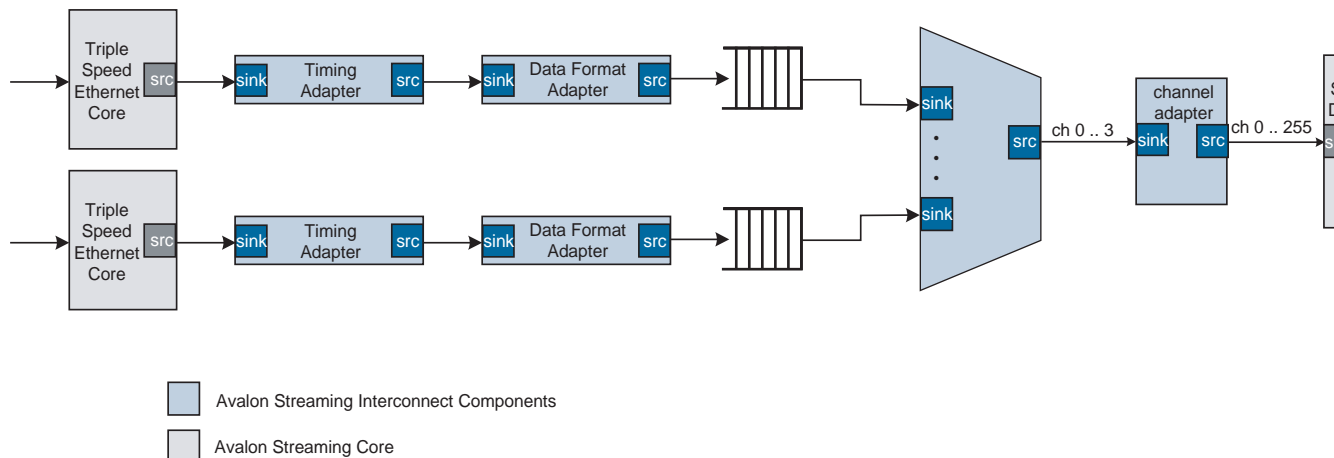 Triple
Speed
Ethernet
Core
src
sink
Timing
Adapter
src
sink
Data Format
Adapter
src
sink
src
ch 0 .. 3
channel
adapter
sink
src
ch 0 .. 255
Triple
Speed
Ethernet
Core
src
sink
Timing
Adapter
src
sink
Data Format
Adapter
src
sink
Avalon Streaming Interconnect Components
Avalon Streaming Core